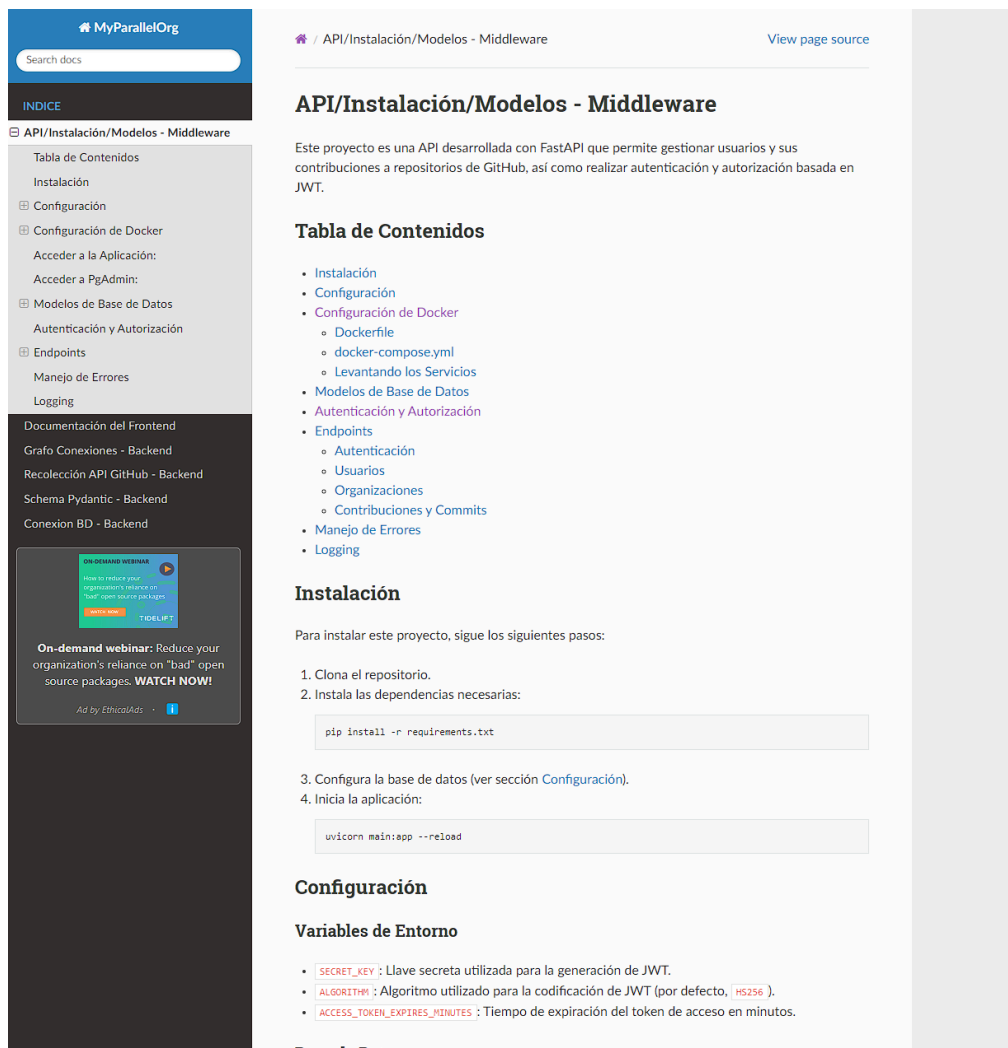 MyParallelOrg
Search docs
INDICE
API/Instalación/Modelos - Middleware
Tabla de Contenidos
Instalación
Configuración
Configuración de Docker
Acceder a la Aplicación:
Acceder a PgAdmin:
Modelos de Base de Datos
Autenticación y Autorización
Endpoints
Manejo de Errores
Logging
Documentación del Frontend
Grafo Conexiones - Backend
Recolección API GitHub - Backend
Schema Pydantic - Backend
Conexion BD - Backend
ON-DEMAND WEBINAR
How to reduce your
organization's reliance on
"bad" open source packages
WATCH NOW
TIDELIFT
On-demand webinar: Reduce your
organization's reliance on "bad" open
source packages. WATCH NOW!
Ad by EthicalAds · i
/ API/Instalación/Modelos - Middleware
View page source
API/Instalación/Modelos - Middleware
Este proyecto es una API desarrollada con FastAPI que permite gestionar usuarios y sus
contribuciones a repositorios de GitHub, así como realizar autenticación y autorización basada en
JWT.
Tabla de Contenidos
Instalación
Configuración
Configuración de Docker
Dockerfile
docker-compose.yml
Levantando los Servicios
Modelos de Base de Datos
Autenticación y Autorización
Endpoints
Autenticación
Usuarios
Organizaciones
Contribuciones y Commits
Manejo de Errores
Logging
Instalación
Para instalar este proyecto, sigue los siguientes pasos:
1. Clona el repositorio.
2. Instala las dependencias necesarias:
pip install -r requirements.txt
3. Configura la base de datos (ver sección Configuración).
4. Inicia la aplicación:
uvicorn main:app --reload
Configuración
Variables de Entorno
SECRET_KEY : Llave secreta utilizada para la generación de JWT.
ALGORITHM : Algoritmo utilizado para la codificación de JWT (por defecto, HS256 ).
ACCESS_TOKEN_EXPIRES_MINUTES : Tiempo de expiración del token de acceso en minutos.